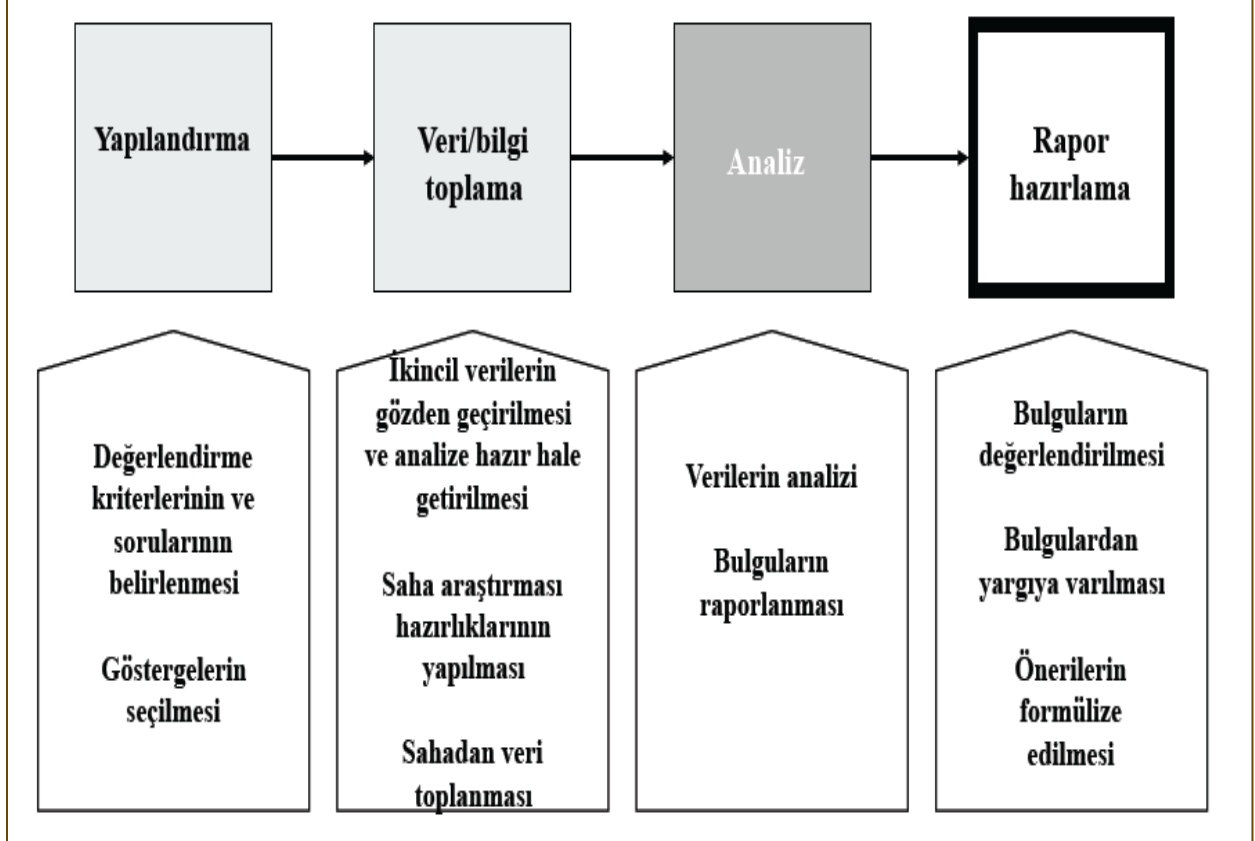 Yapılandırma
Veri/bilgi
toplama
Analiz
Rapor
hazırlama
Değerlendirme
kriterlerinin ve
sorularının
belirlenmesi
Göstergelerin
seçilmesi
İkincil verilerin
gözden geçirilmesi
ve analize hazır hale
getirilmesi
Saha araştırması
hazırlıklarının
yapılması
Sahadan veri
toplanması
Verilerin analizi
Bulguların
raporlanması
Bulguların
değerlendirilmesi
Bulgulardan
yargıya varılması
Önerilerin
formülize
edilmesi